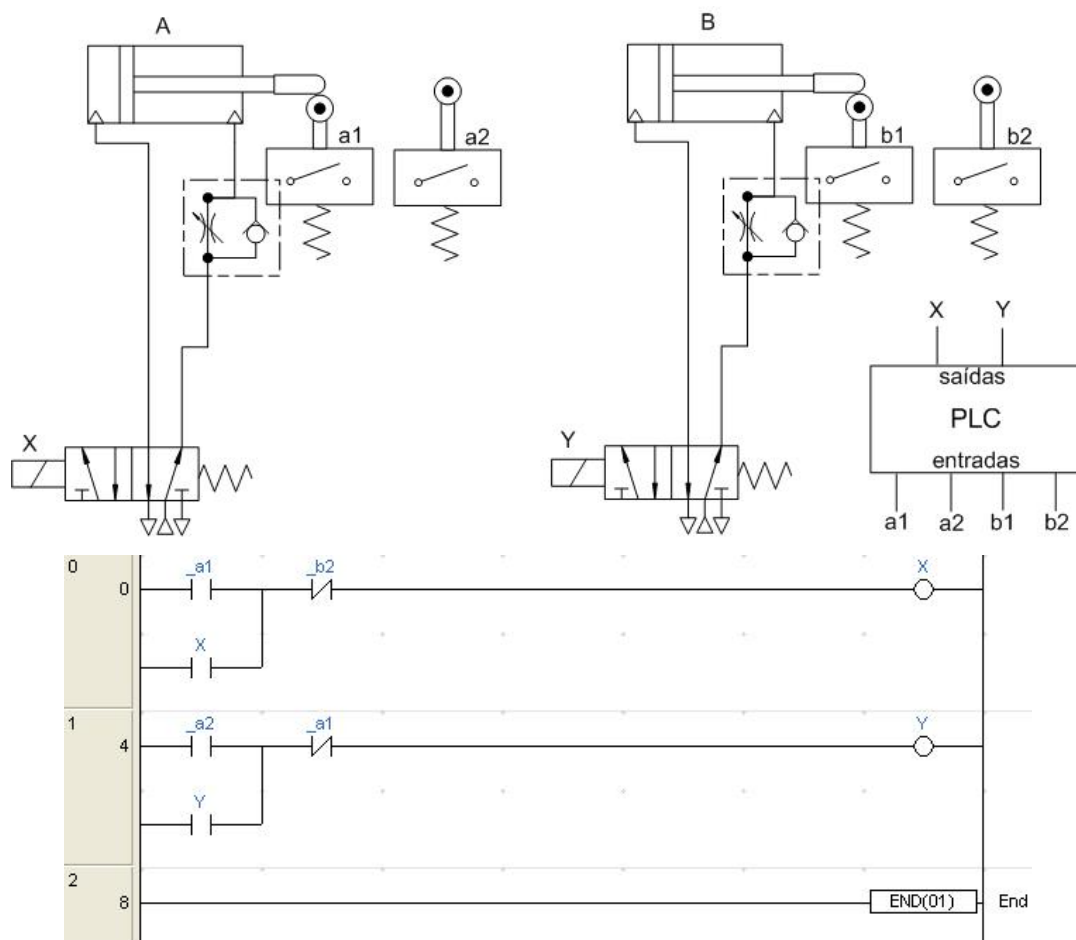 A
B
a1
a2
b1
b2
X
Y
X
Y
saídas
PLC
entradas
a1 a2 b1 b2
0
0
_a1
_b2
X
X
1
4
_a2
_a1
Y
Y
2
8
END(01)
End